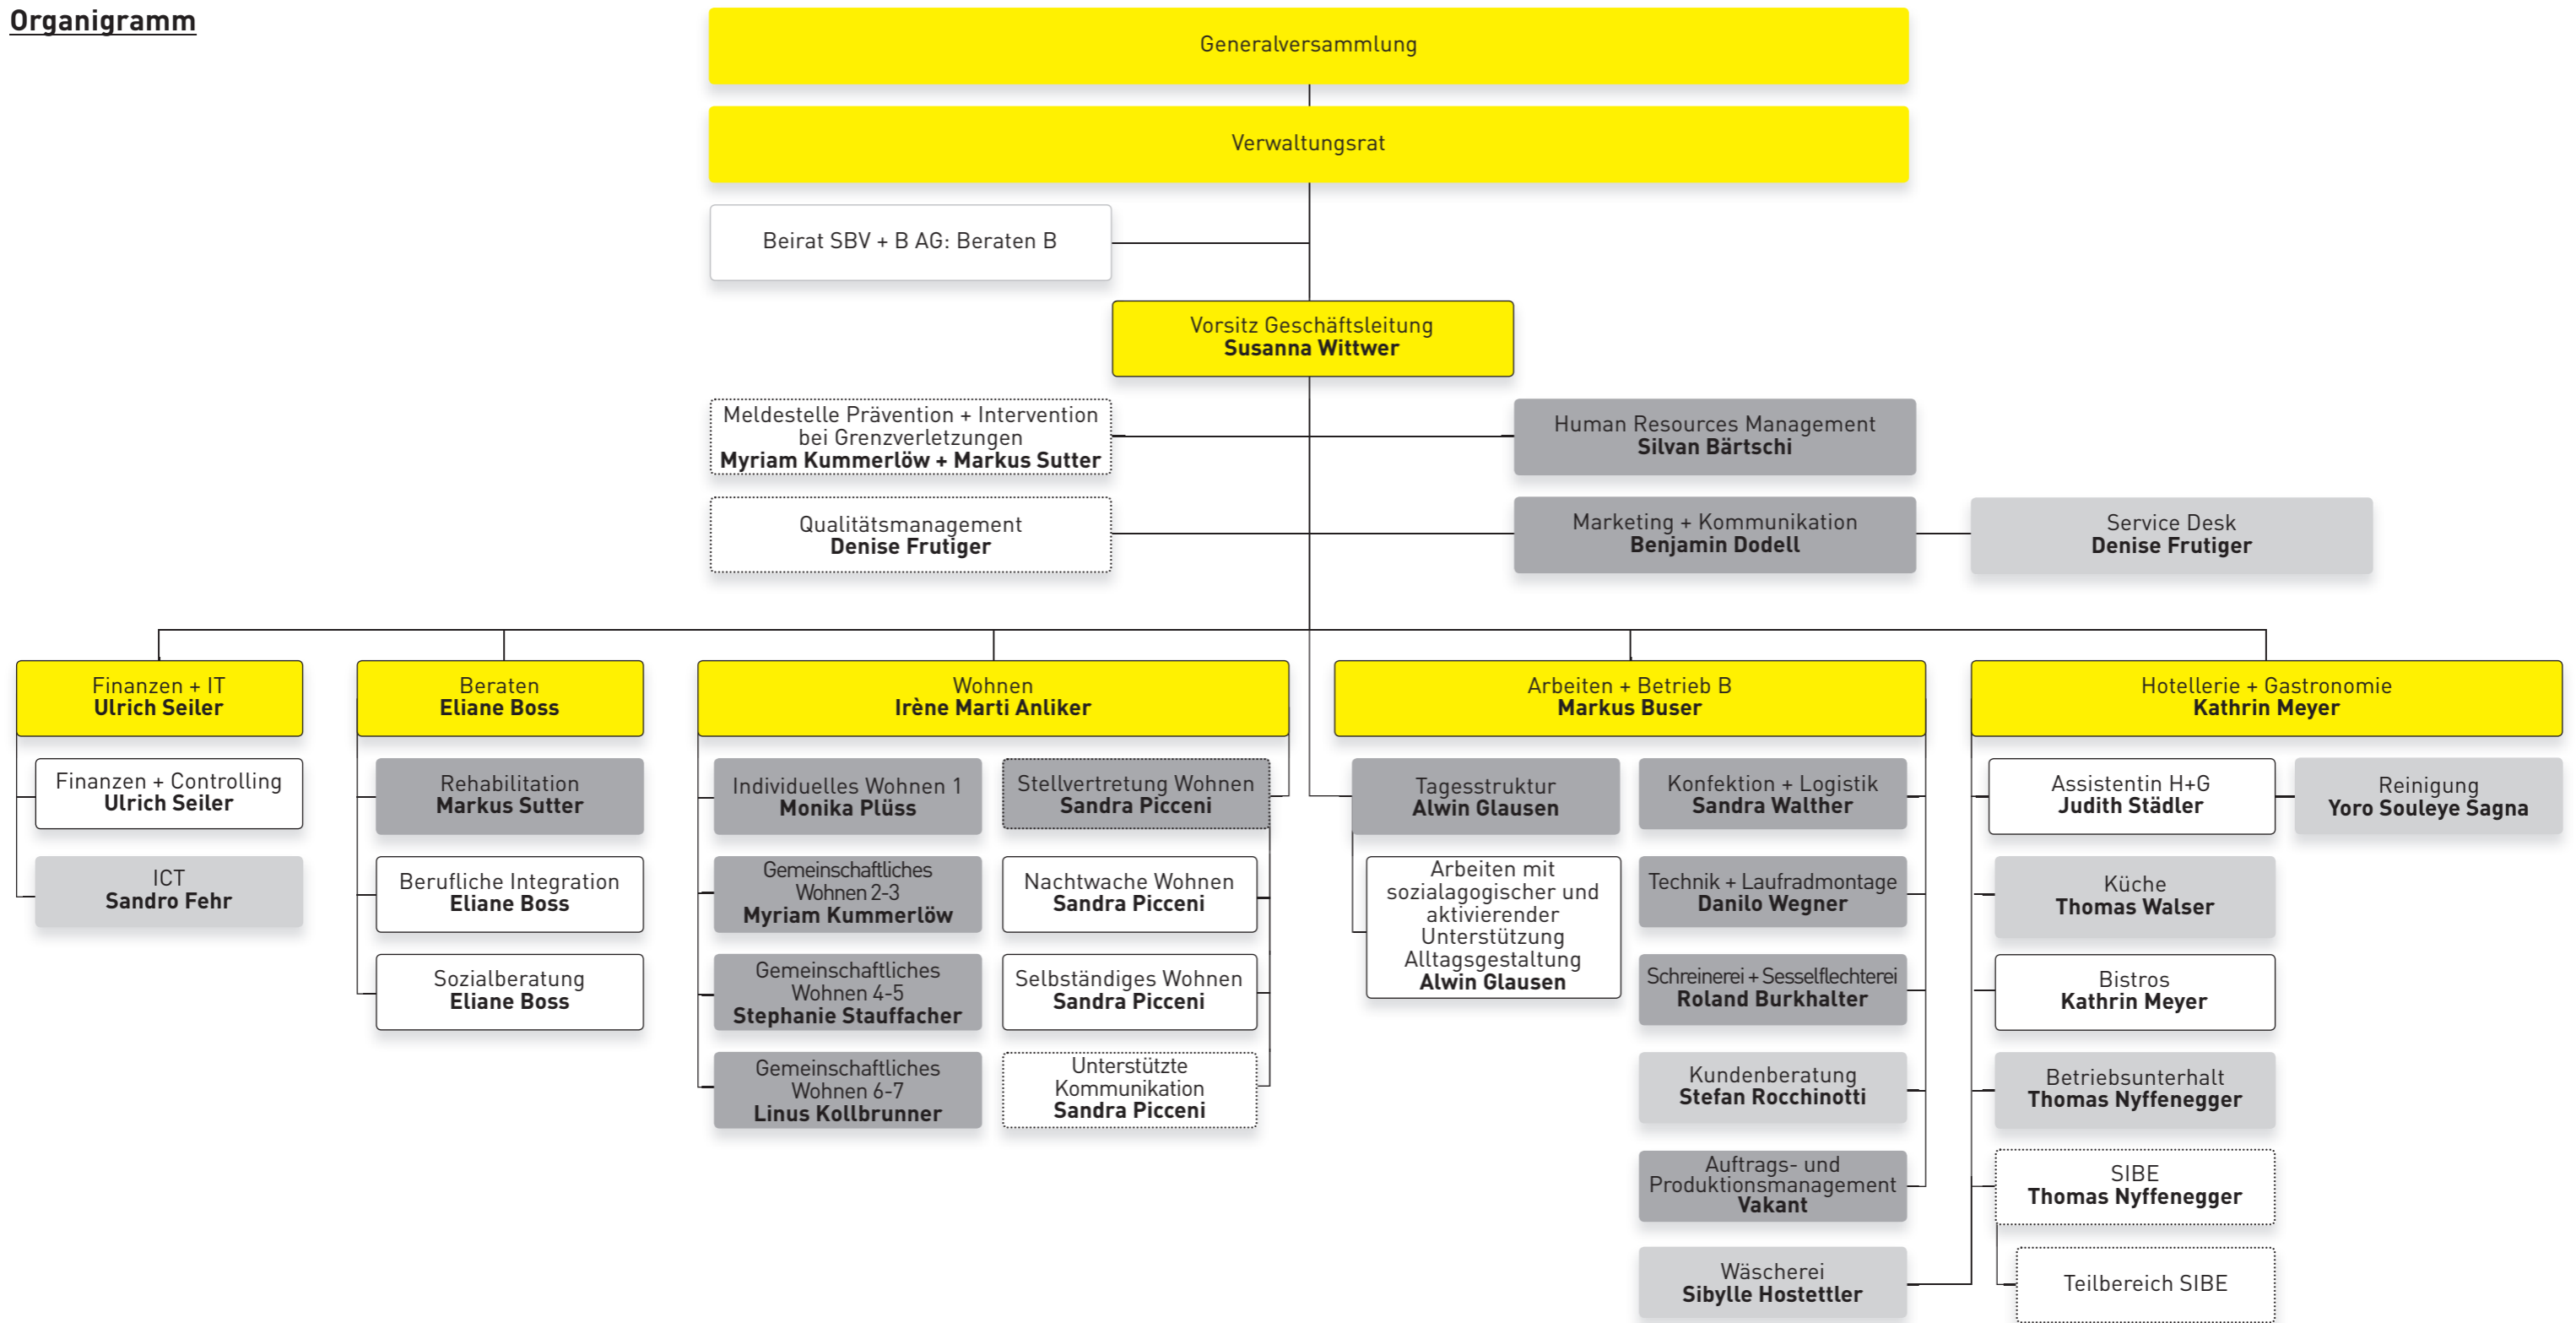 Organigramm
Generalversammlung
Verwaltungsrat
Beirat SBV + B AG: Beraten B
Vorsitz Geschäftsleitung
Susanna Wittwer
Meldestelle Prävention + Intervention
bei Grenzverletzungen
Myriam Kummerlöw + Markus Sutter
Human Resources Management
Silvan Bärtschi
Qualitätsmanagement
Denise Frutiger
Marketing + Kommunikation
Benjamin Dodell
Service Desk
Denise Frutiger
Finanzen + IT
Ulrich Seiler
Finanzen + Controlling
Ulrich Seiler
ICT
Sandro Fehr
Beraten
Eliane Boss
Rehabilitation
Markus Sutter
Berufliche Integration
Eliane Boss
Sozialberatung
Eliane Boss
Wohnen
Irène Marti Anliker
Individuelles Wohnen 1
Monika Plüss
Gemeinschaftliches
Wohnen 2-3
Myriam Kummerlöw
Gemeinschaftliches
Wohnen 4-5
Stephanie Stauffacher
Gemeinschaftliches
Wohnen 6-7
Linus Kollbrunner
Stellvertretung Wohnen
Sandra Picceni
Nachtwache Wohnen
Sandra Picceni
Selbständiges Wohnen
Sandra Picceni
Unterstützte
Kommunikation
Sandra Picceni
Arbeiten + Betrieb B
Markus Buser
Tagesstruktur
Alwin Glausen
Arbeiten mit
sozialagogischer und
aktivierender
Unterstützung
Alltagsgestaltung
Alwin Glausen
Konfektion + Logistik
Sandra Walther
Technik + Laufradmontage
Danilo Wegner
Schreinerei + Sesselflechterei
Roland Burkhalter
Kundenberatung
Stefan Rocchinotti
Auftrags- und
Produktionsmanagement
Vakant
Wäscherei
Sibylle Hostettler
Hotellerie + Gastronomie
Kathrin Meyer
Assistentin H+G
Judith Städler
Reinigung
Yoro Souleye Sagna
Küche
Thomas Walser
Bistros
Kathrin Meyer
Betriebsunterhalt
Thomas Nyffenegger
SIBE
Thomas Nyffenegger
Teilbereich SIBE